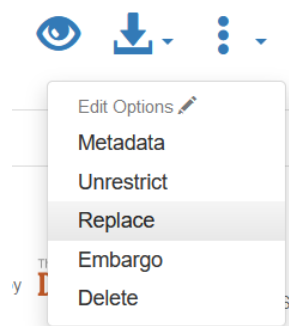 Edit Options
Metadata
Unrestrict
Replace
Embargo
Delete